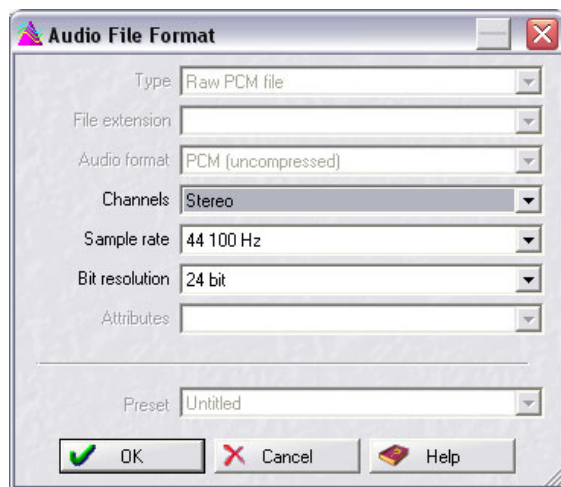 Audio File Format
Type Raw PCM file
File extension
Audio format PCM (uncompressed)
Channels Stereo
Sample rate 44 100 Hz
Bit resolution 24 bit
Attributes
Preset Untitled
OK Cancel Help